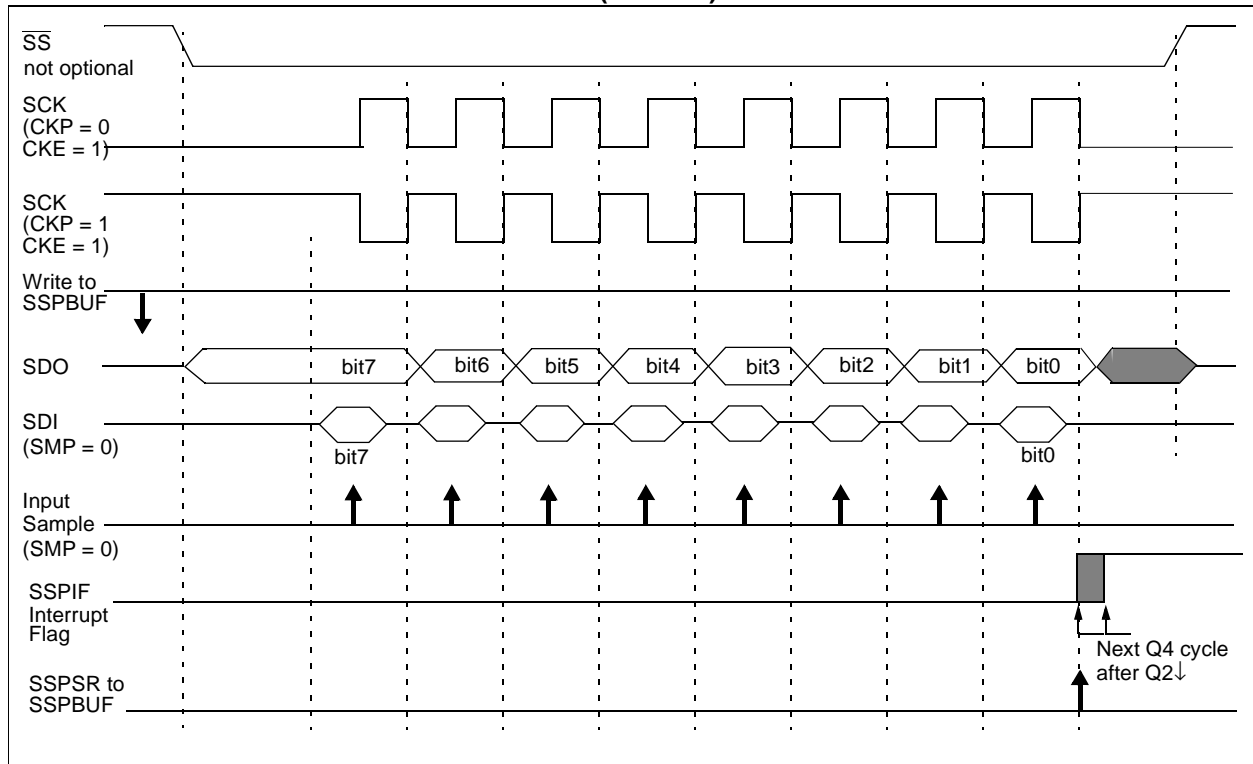 SS
not optional
SCK
(CKP = 0
CKE = 1)
SCK
(CKP = 1
CKE = 1)
Write to
SSPBUF
SDO
bit7
bit6
bit5
bit4
bit3
bit2
bit1
bit0
SDI
(SMP = 0)
bit7
bit0
Input
Sample
(SMP = 0)
SSPIF
Interrupt
Flag
Next Q4 cycle
after Q2↓
SSPSR to
SSPBUF